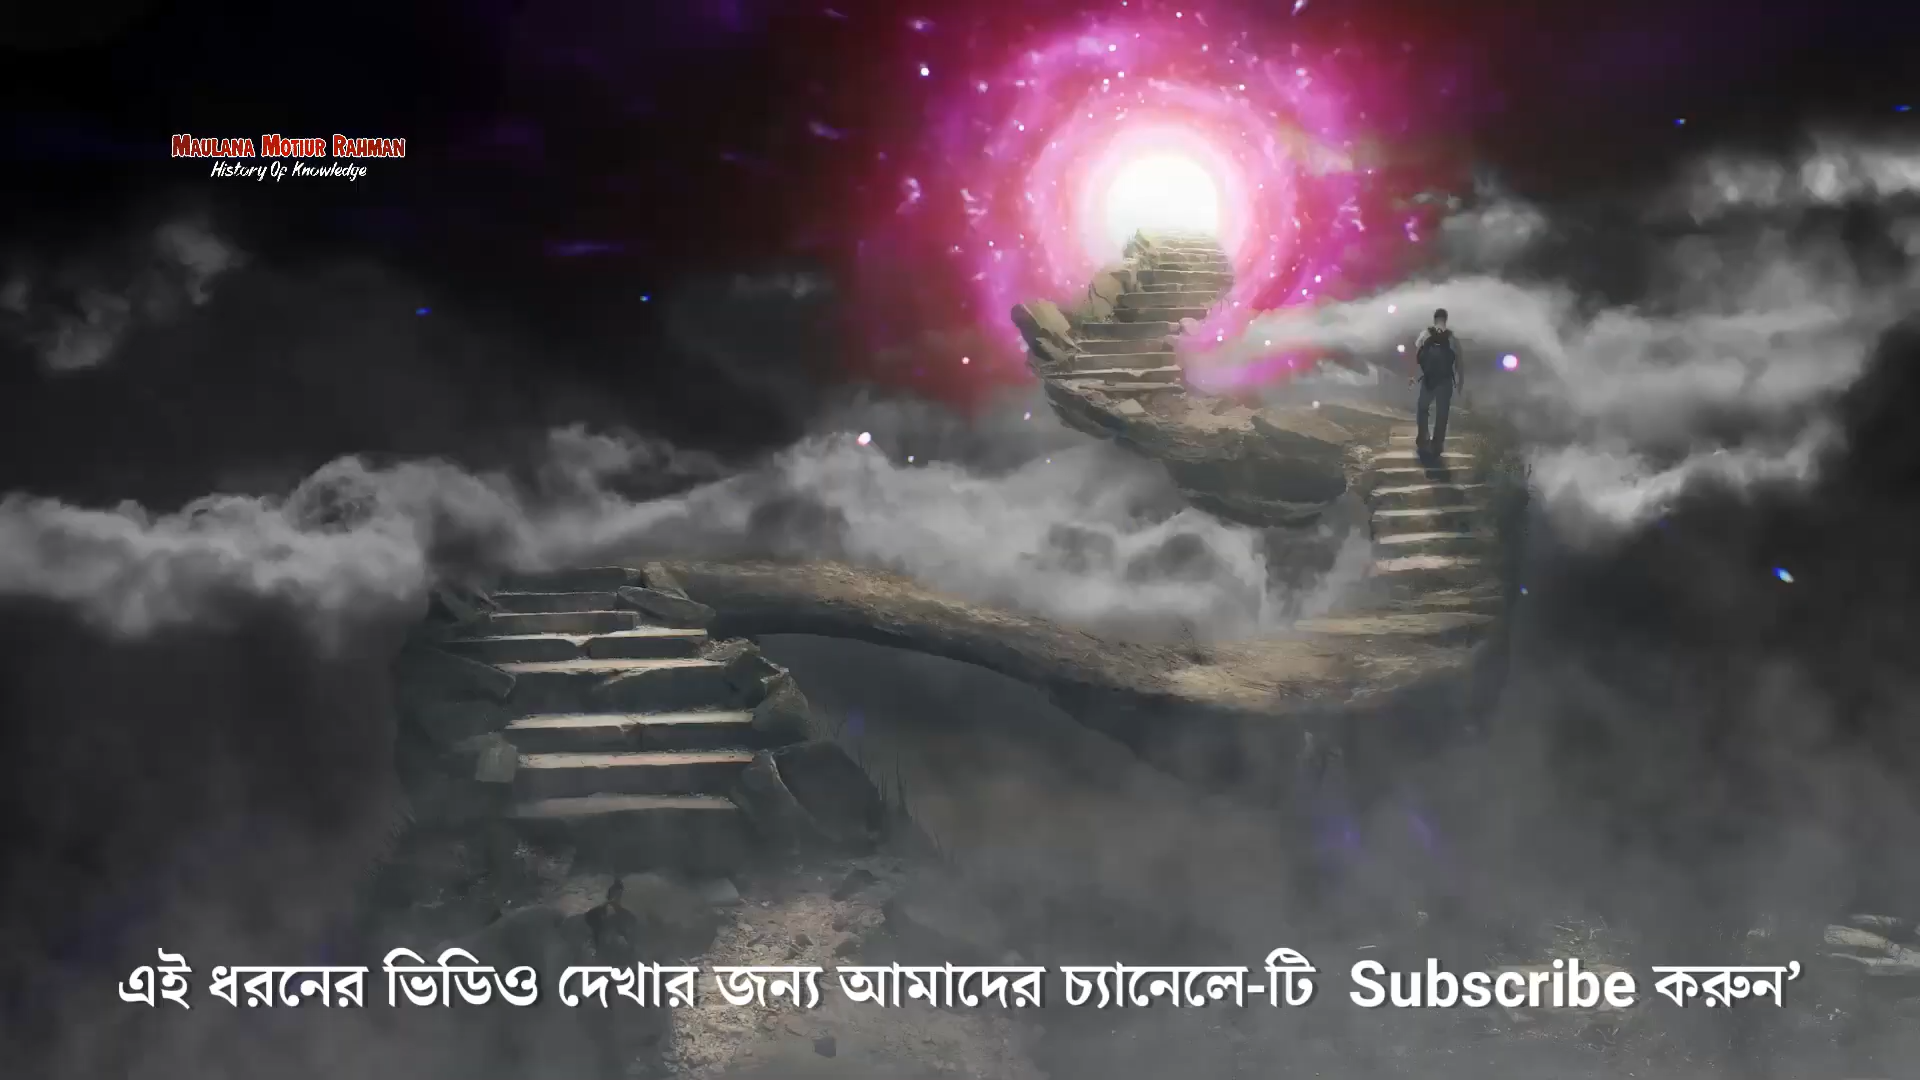 MAULANA MOTIUR RAHMAN
History Of Knowledge
এই ধরনের ভিডিও দেখার জন্য আমাদের চ্যানেলে-টি Subscribe করুন’